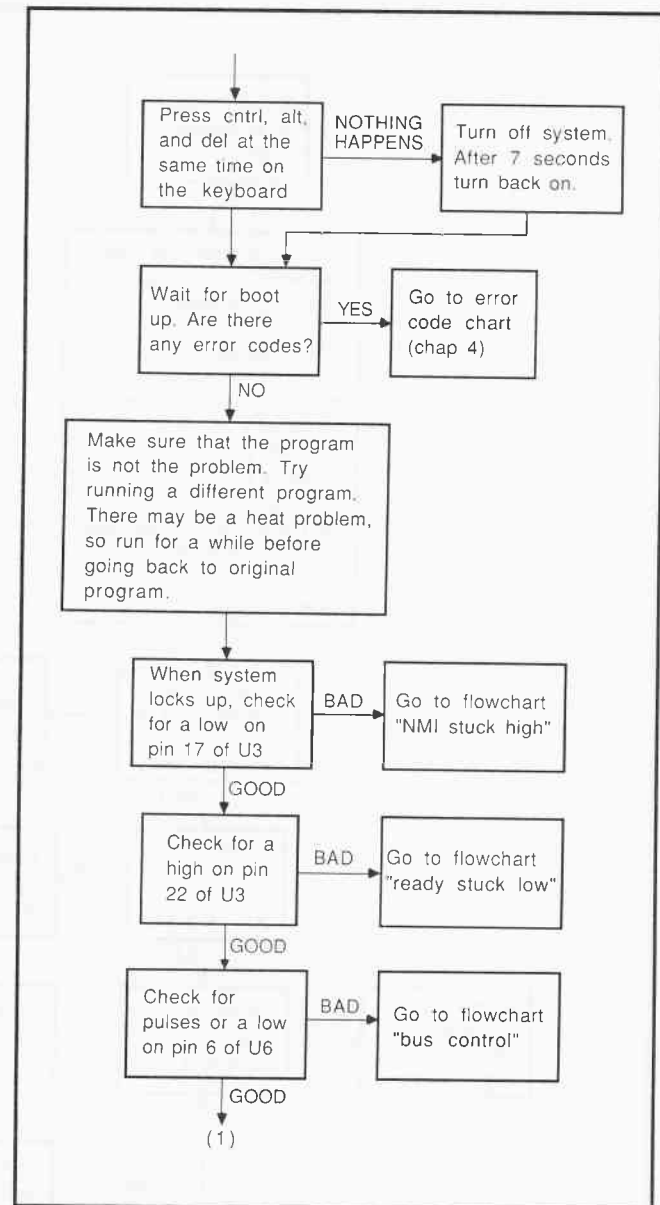 Press cntrl, alt,
and del at the
same time on
the keyboard
NOTHING
HAPPENS
Turn off system.
After 7 seconds
turn back on.
Wait for boot
up. Are there
any error codes?
YES
Go to error
code chart
(chap 4)
NO
Make sure that the program
is not the problem. Try
running a different program.
There may be a heat problem,
so run for a while before
going back to original
program.
When system
locks up, check
for a low on
pin 17 of U3
BAD
Go to flowchart
"NMI stuck high"
GOOD
Check for a
high on pin
22 of U3
BAD
Go to flowchart
"ready stuck low"
GOOD
Check for
pulses or a low
on pin 6 of U6
BAD
Go to flowchart
"bus control"
GOOD
(1)